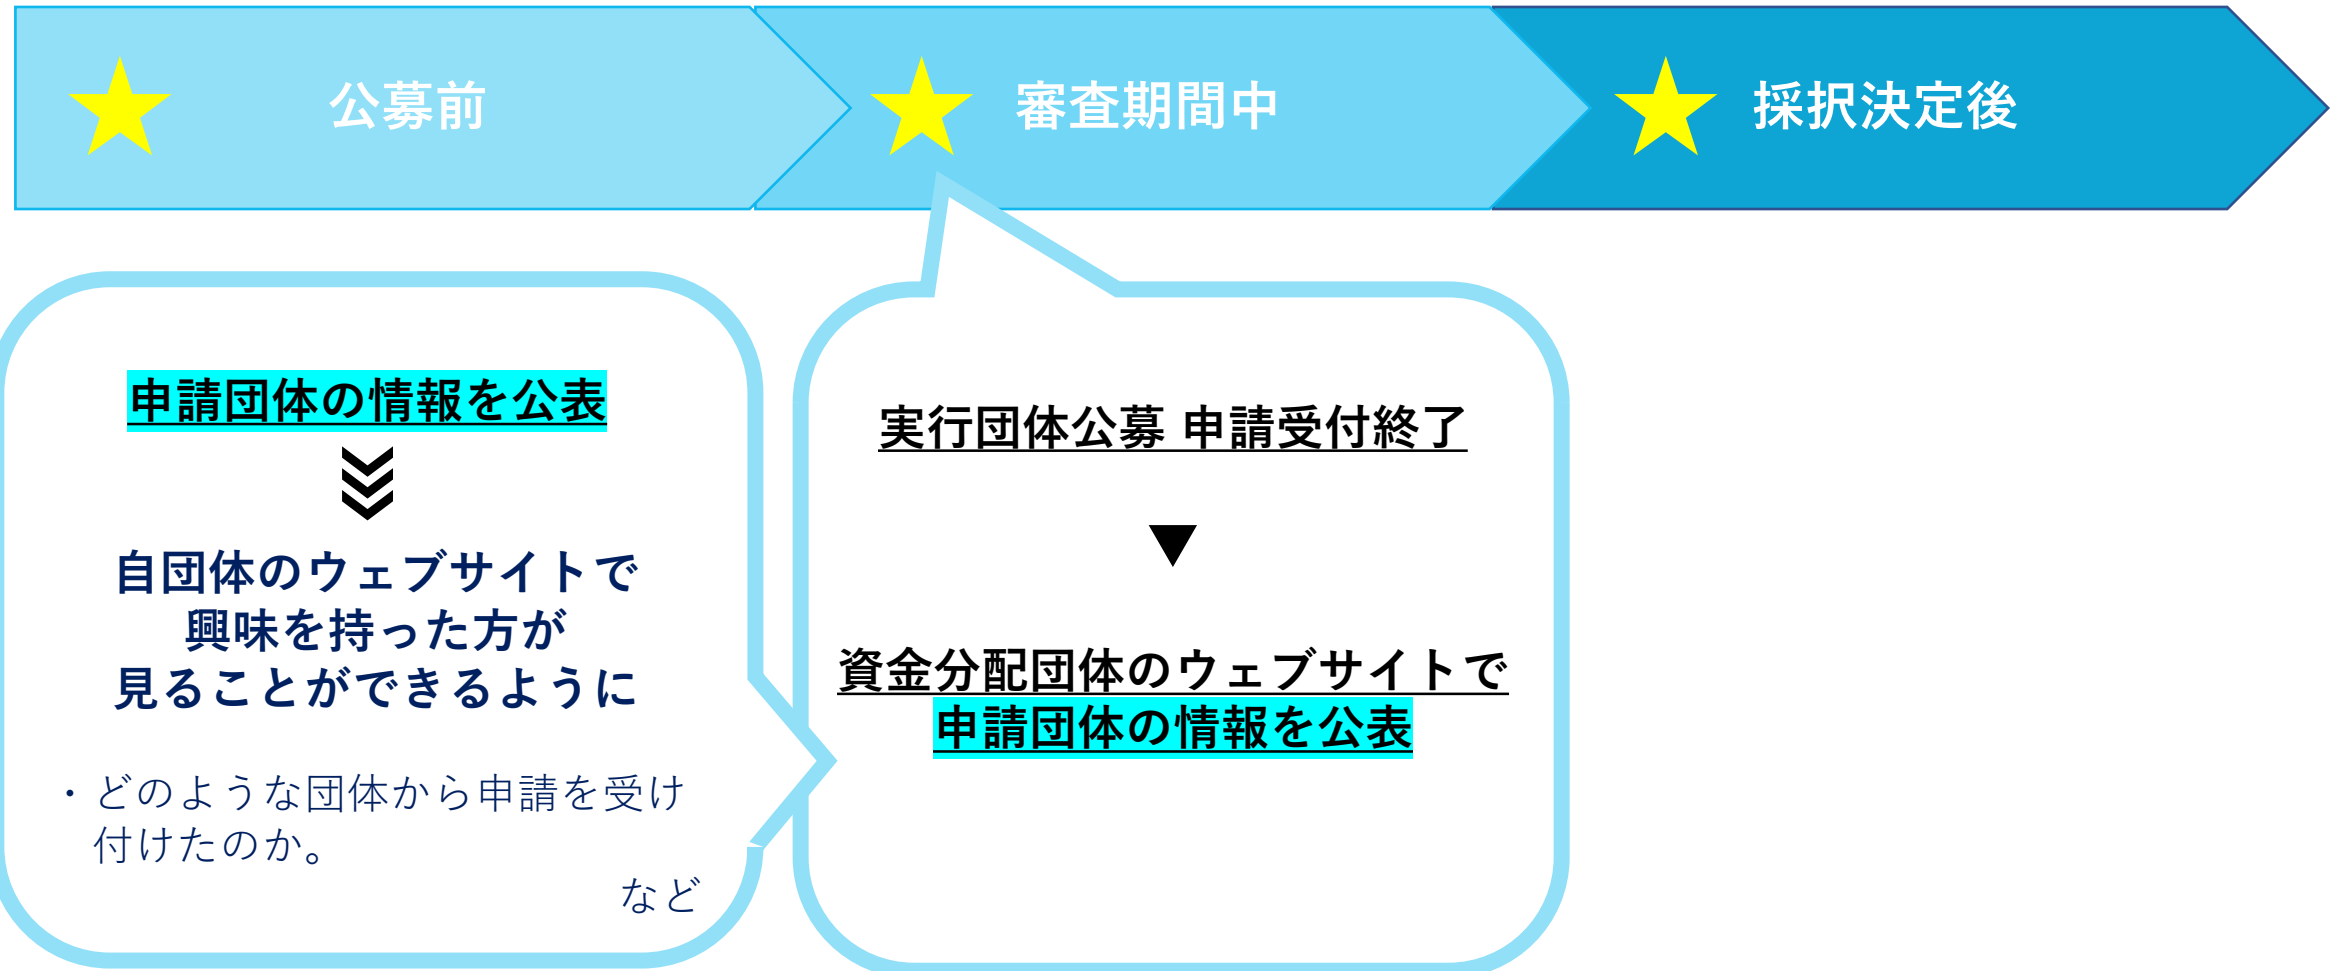 公募前
審査期間中
採択決定後
申請団体の情報を公表
自団体のウェブサイトで
興味を持った方が
見ることができるように
・どのような団体から申請を受け
付けたのか。
など
実行団体公募 申請受付終了
▼
資金分配団体のウェブサイトで
申請団体の情報を公表